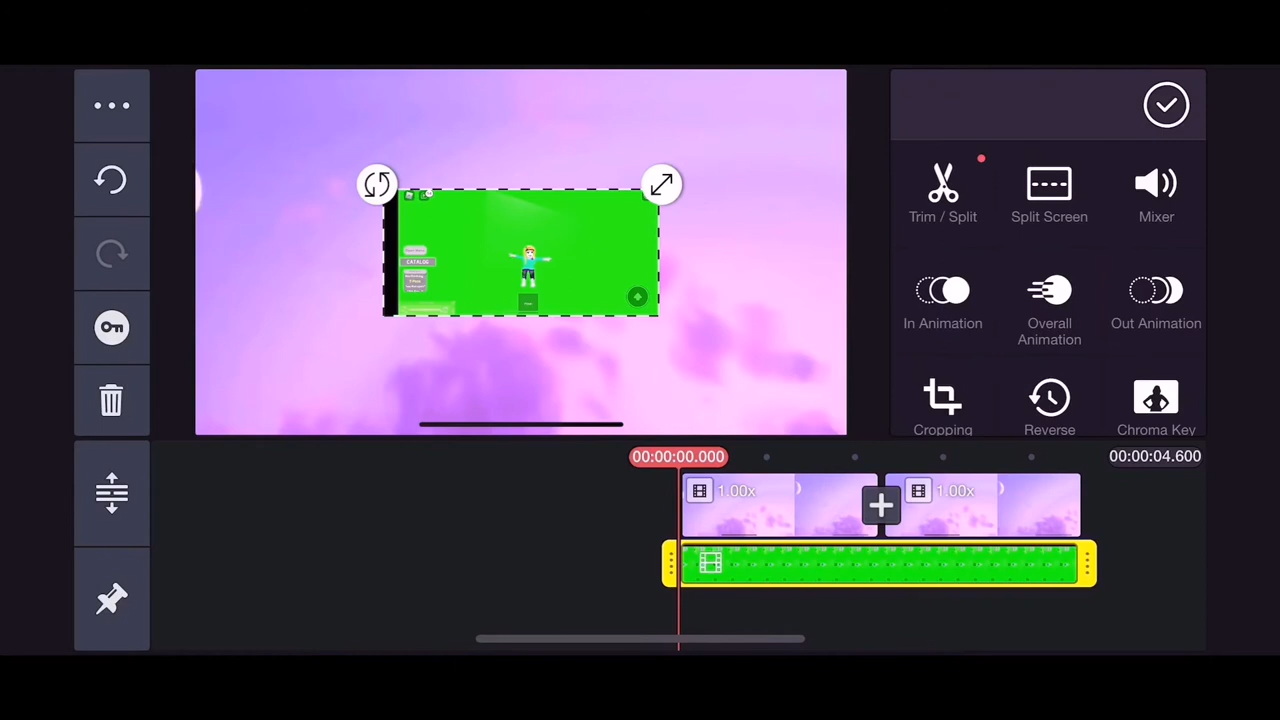 Trim / Split
Split Screen
Mixer
In Animation
Overall
Animation
Out Animation
Cropping
Reverse
Chroma Key
CATALOG
00:00:00.000
00:00:04.600
1.00x
1.00x